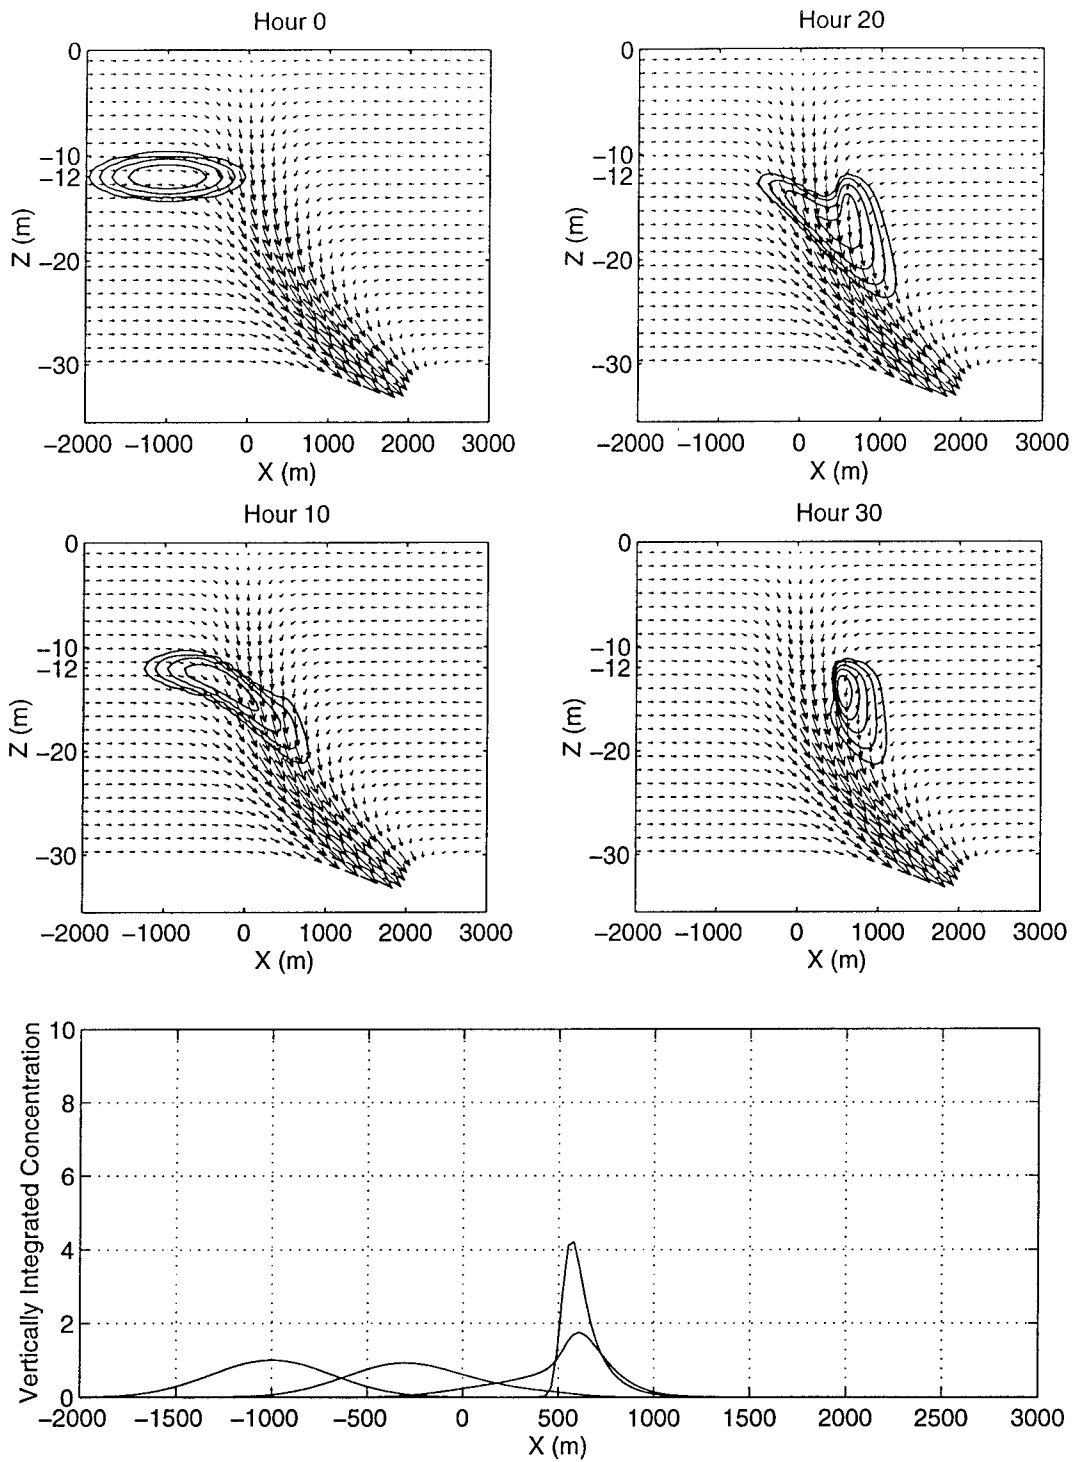 Hour 0
0
−10
−12
−20
−30
Z (m)
−2000 −1000 0 1000 2000 3000
X (m)
Hour 20
0
−10
−12
−20
−30
Z (m)
−2000 −1000 0 1000 2000 3000
X (m)
Hour 10
0
−10
−12
−20
−30
Z (m)
−2000 −1000 0 1000 2000 3000
X (m)
Hour 30
0
−10
−12
−20
−30
Z (m)
−2000 −1000 0 1000 2000 3000
X (m)
Vertically Integrated Concentration
10
8
6
4
2
0
−2000 −1500 −1000 −500 0 500 1000 1500 2000 2500 3000
X (m)